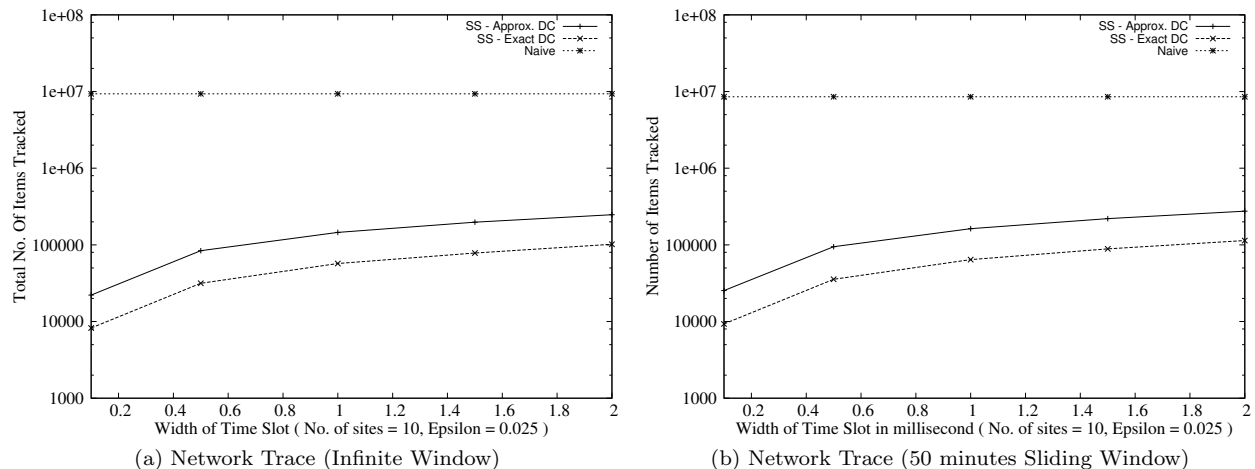 1e+08
1e+07
1e+06
100000
10000
1000
Total No. Of Items Tracked
SS - Approx. DC
SS - Exact DC
Naive
0.2 0.4 0.6 0.8 1 1.2 1.4 1.6 1.8 2
Width of Time Slot ( No. of sites = 10, Epsilon = 0.025 )
(a) Network Trace (Infinite Window)
1e+08
1e+07
1e+06
100000
10000
1000
Number of Items Tracked
SS - Approx. DC
SS - Exact DC
Naive
0.2 0.4 0.6 0.8 1 1.2 1.4 1.6 1.8 2
Width of Time Slot in millisecond ( No. of sites = 10, Epsilon = 0.025 )
(b) Network Trace (50 minutes Sliding Window)